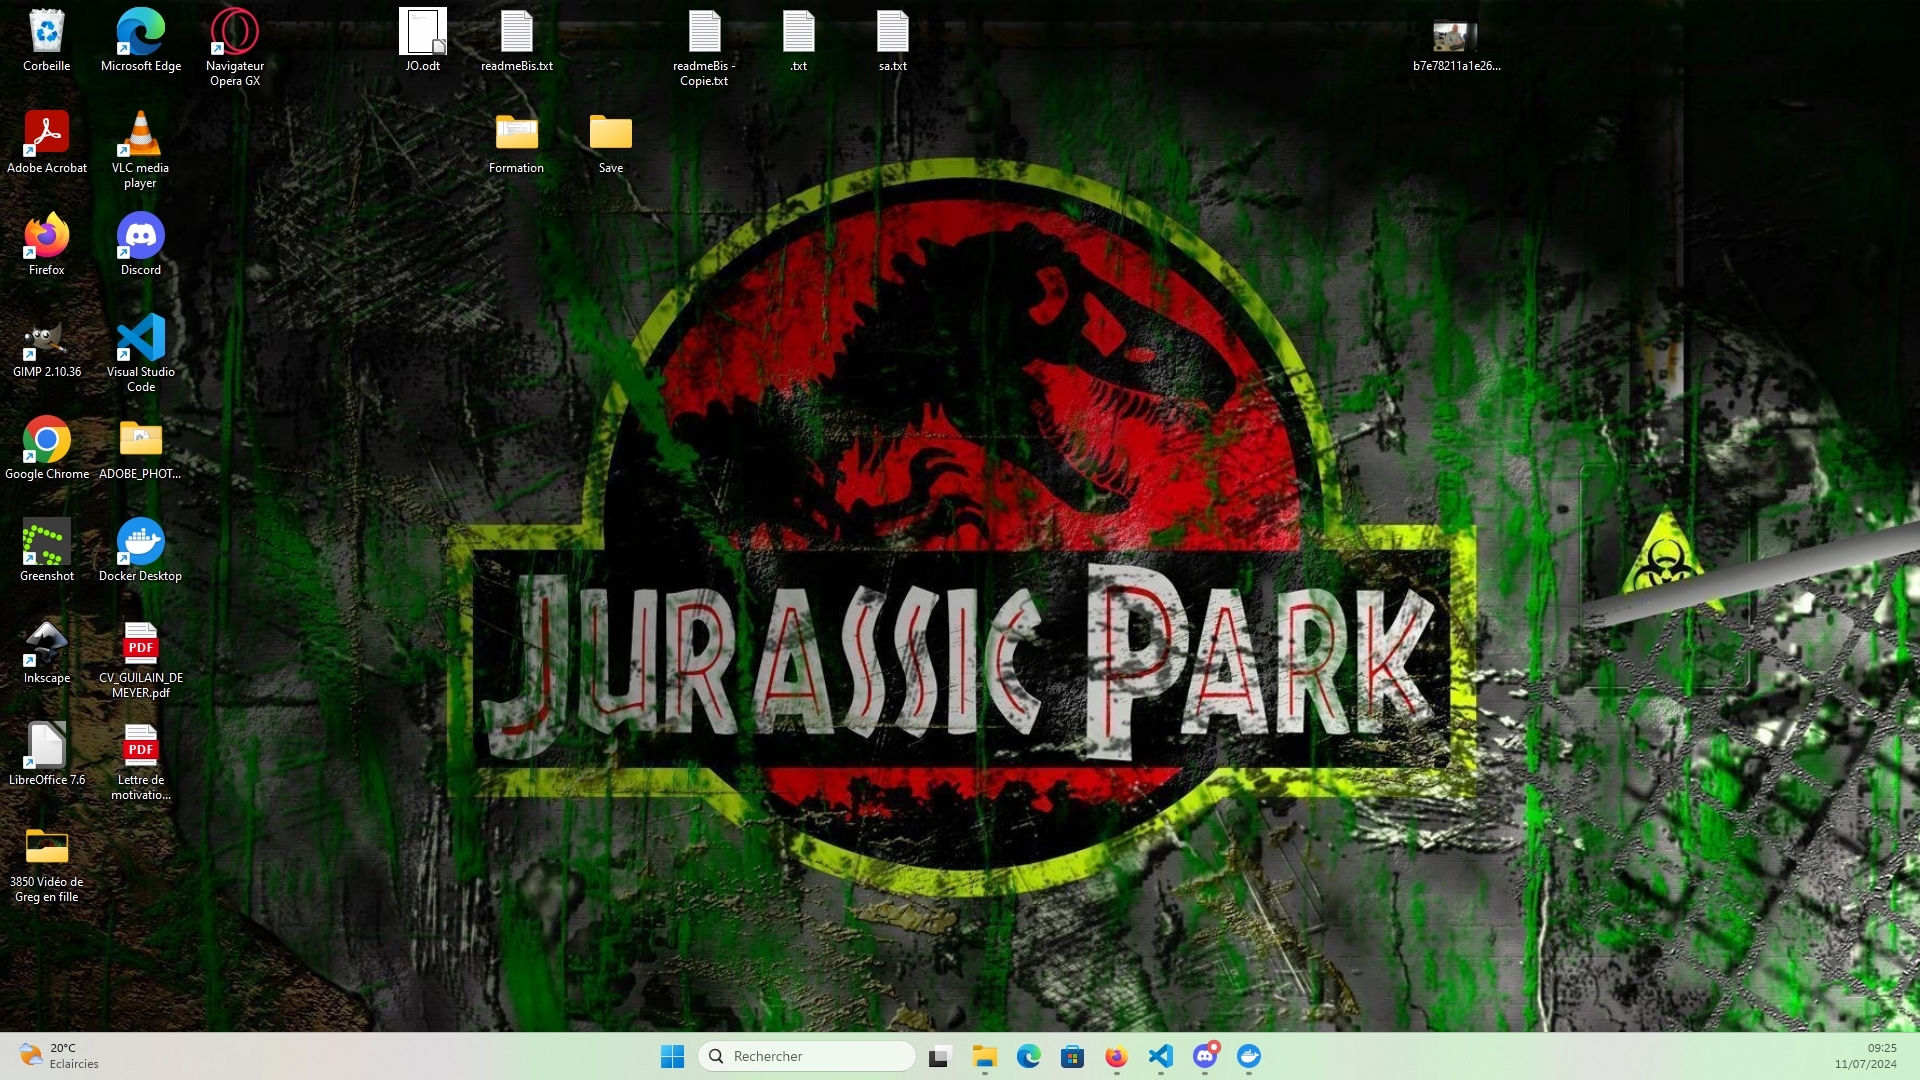 Corbeille
Microsoft Edge
Navigateur
Opera GX
JO.odt
readmeBis.txt
readmeBis -
Copie.txt
.txt
sa.txt
b7e78211a1e26...
Adobe Acrobat
VLC media
player
Formation
Save
Firefox
Discord
GIMP 2.10.36
Visual Studio
Code
Google Chrome
ADOBE_PHOT...
Greenshot
Docker Desktop
Inkscape
PDF
CV_GUILAIN_DE
MEYER.pdf
LibreOffice 7.6
PDF
Lettre de
motivatio...
3850 Vidéo de
Greg en fille
JURASSIC PARK
20°C
Eclaircies
Rechercher
09:25
11/07/2024